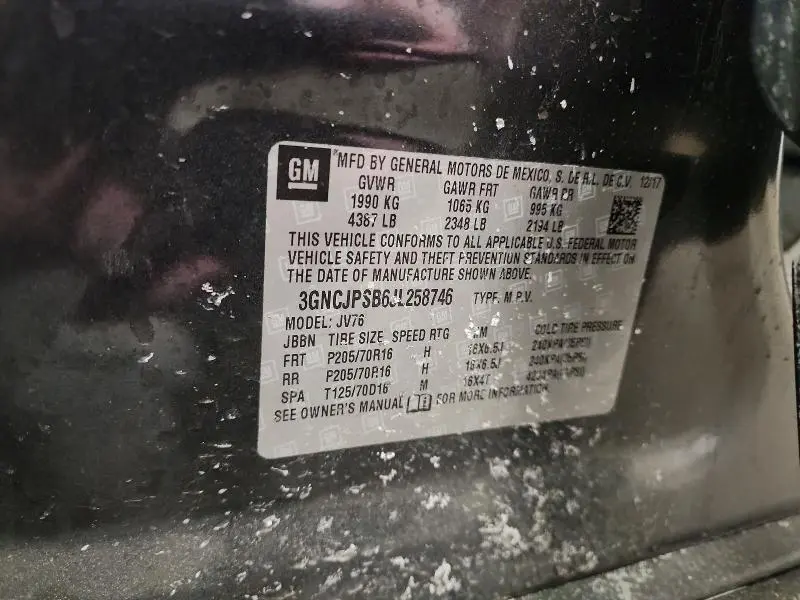 GM
MFD BY GENERAL MOTORS DE MEXICO, S. DE R.L. DE C.V. 12/17
GVWR GAWR FRT GAWR RR
1990 KG 1065 KG 995 KG
4387 LB 2348 LB 2194 LB
THIS VEHICLE CONFORMS TO ALL APPLICABLE U.S. FEDERAL MOTOR
VEHICLE SAFETY AND THEFT PREVENTION STANDARDS IN EFFECT ON
THE DATE OF MANUFACTURE SHOWN ABOVE.
3GNCJPSB6JL258746 TYPE: M.P.V.
MODEL: JV76
JBBN TIRE SIZE SPEED RTG RIM COLD TIRE PRESSURE
FRT P205/70R16 H 16X6.5J 240KPA(35PSI)
RR P205/70R16 H 16X6.5J 240KPA(35PSI)
SPA T125/70D16 M 16X4T
SEE OWNER'S MANUAL FOR MORE INFORMATION.